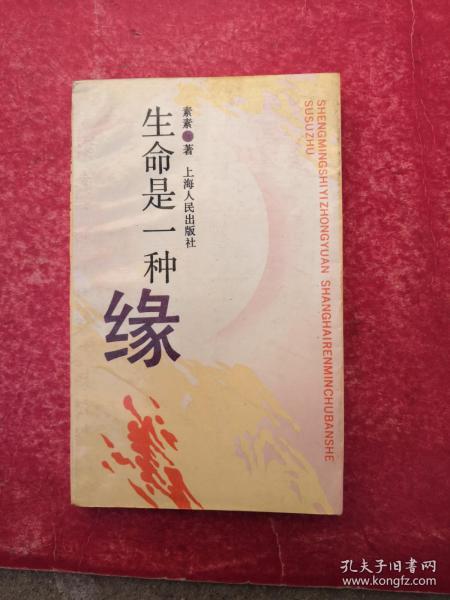 生命是一种
缘
素素 著 上海人民出版社
SHENGMINGSHIYIZHONGYUAN SHANGHAIRENMINCHUBANSHE
SUSUZHU
孔夫子旧书网
www.kongfz.com